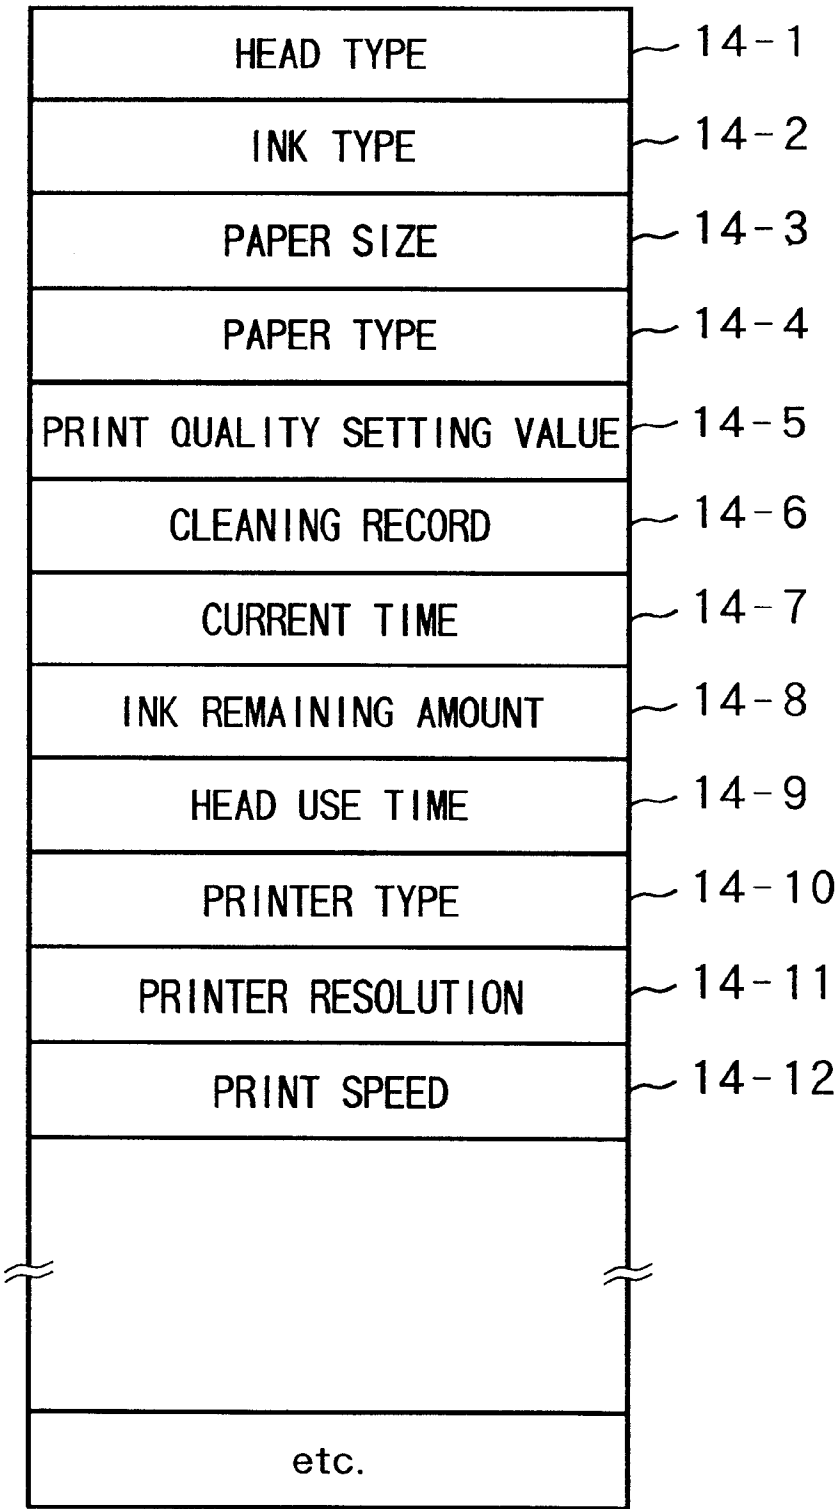 HEAD TYPE 14-1
INK TYPE 14-2
PAPER SIZE 14-3
PAPER TYPE 14-4
PRINT QUALITY SETTING VALUE 14-5
CLEANING RECORD 14-6
CURRENT TIME 14-7
INK REMAINING AMOUNT 14-8
HEAD USE TIME 14-9
PRINTER TYPE 14-10
PRINTER RESOLUTION 14-11
PRINT SPEED 14-12
etc.